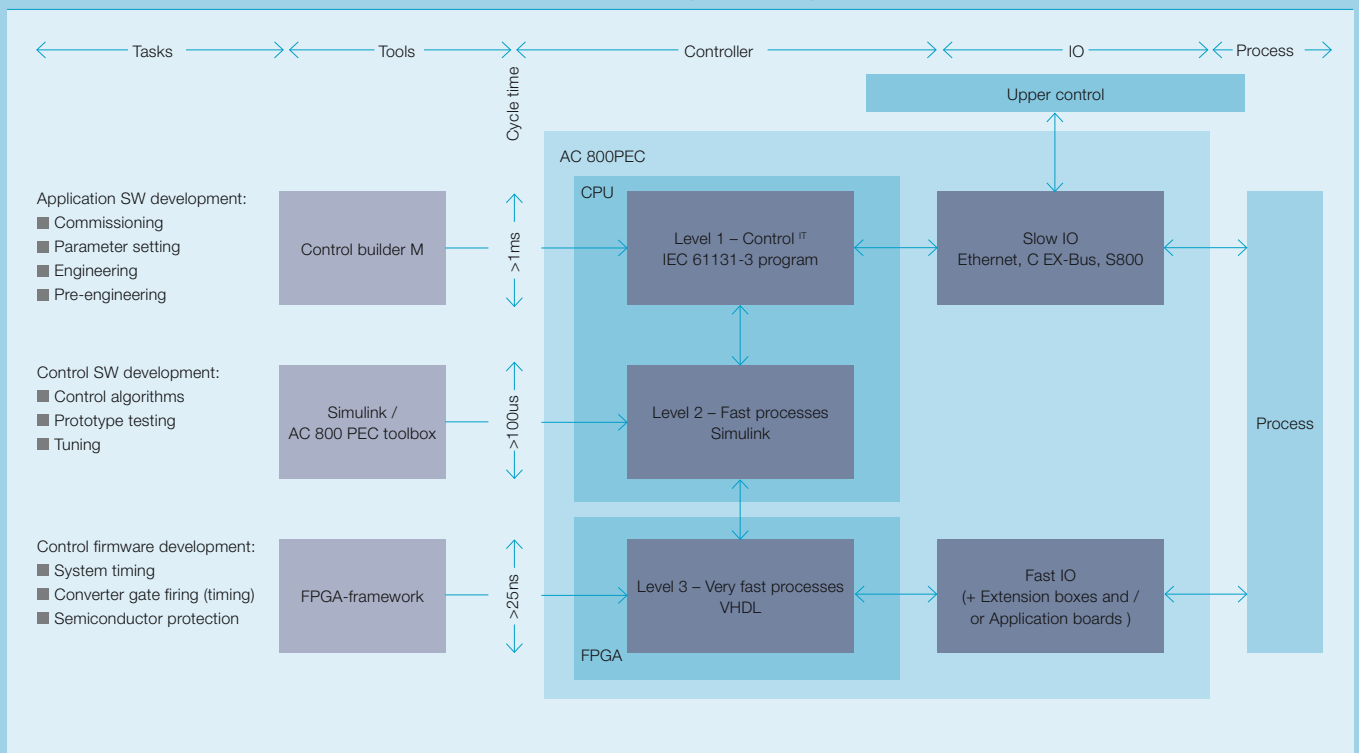 Tasks
Tools
Cycle time
Controller
IO
Process
Upper control
AC 800PEC
CPU
Application SW development:
■ Commissioning
■ Parameter setting
■ Engineering
■ Pre-engineering
Control builder M
>1ms
Level 1 – Control IT
IEC 61131-3 program
Slow IO
Ethernet, C EX-Bus, S800
Control SW development:
■ Control algorithms
■ Prototype testing
■ Tuning
Simulink /
AC 800 PEC toolbox
>100us
Level 2 – Fast processes
Simulink
Process
Control firmware development:
■ System timing
■ Converter gate firing (timing)
■ Semiconductor protection
FPGA-framework
>25ns
Level 3 – Very fast processes
VHDL
FPGA
Fast IO
(+ Extension boxes and /
or Application boards )